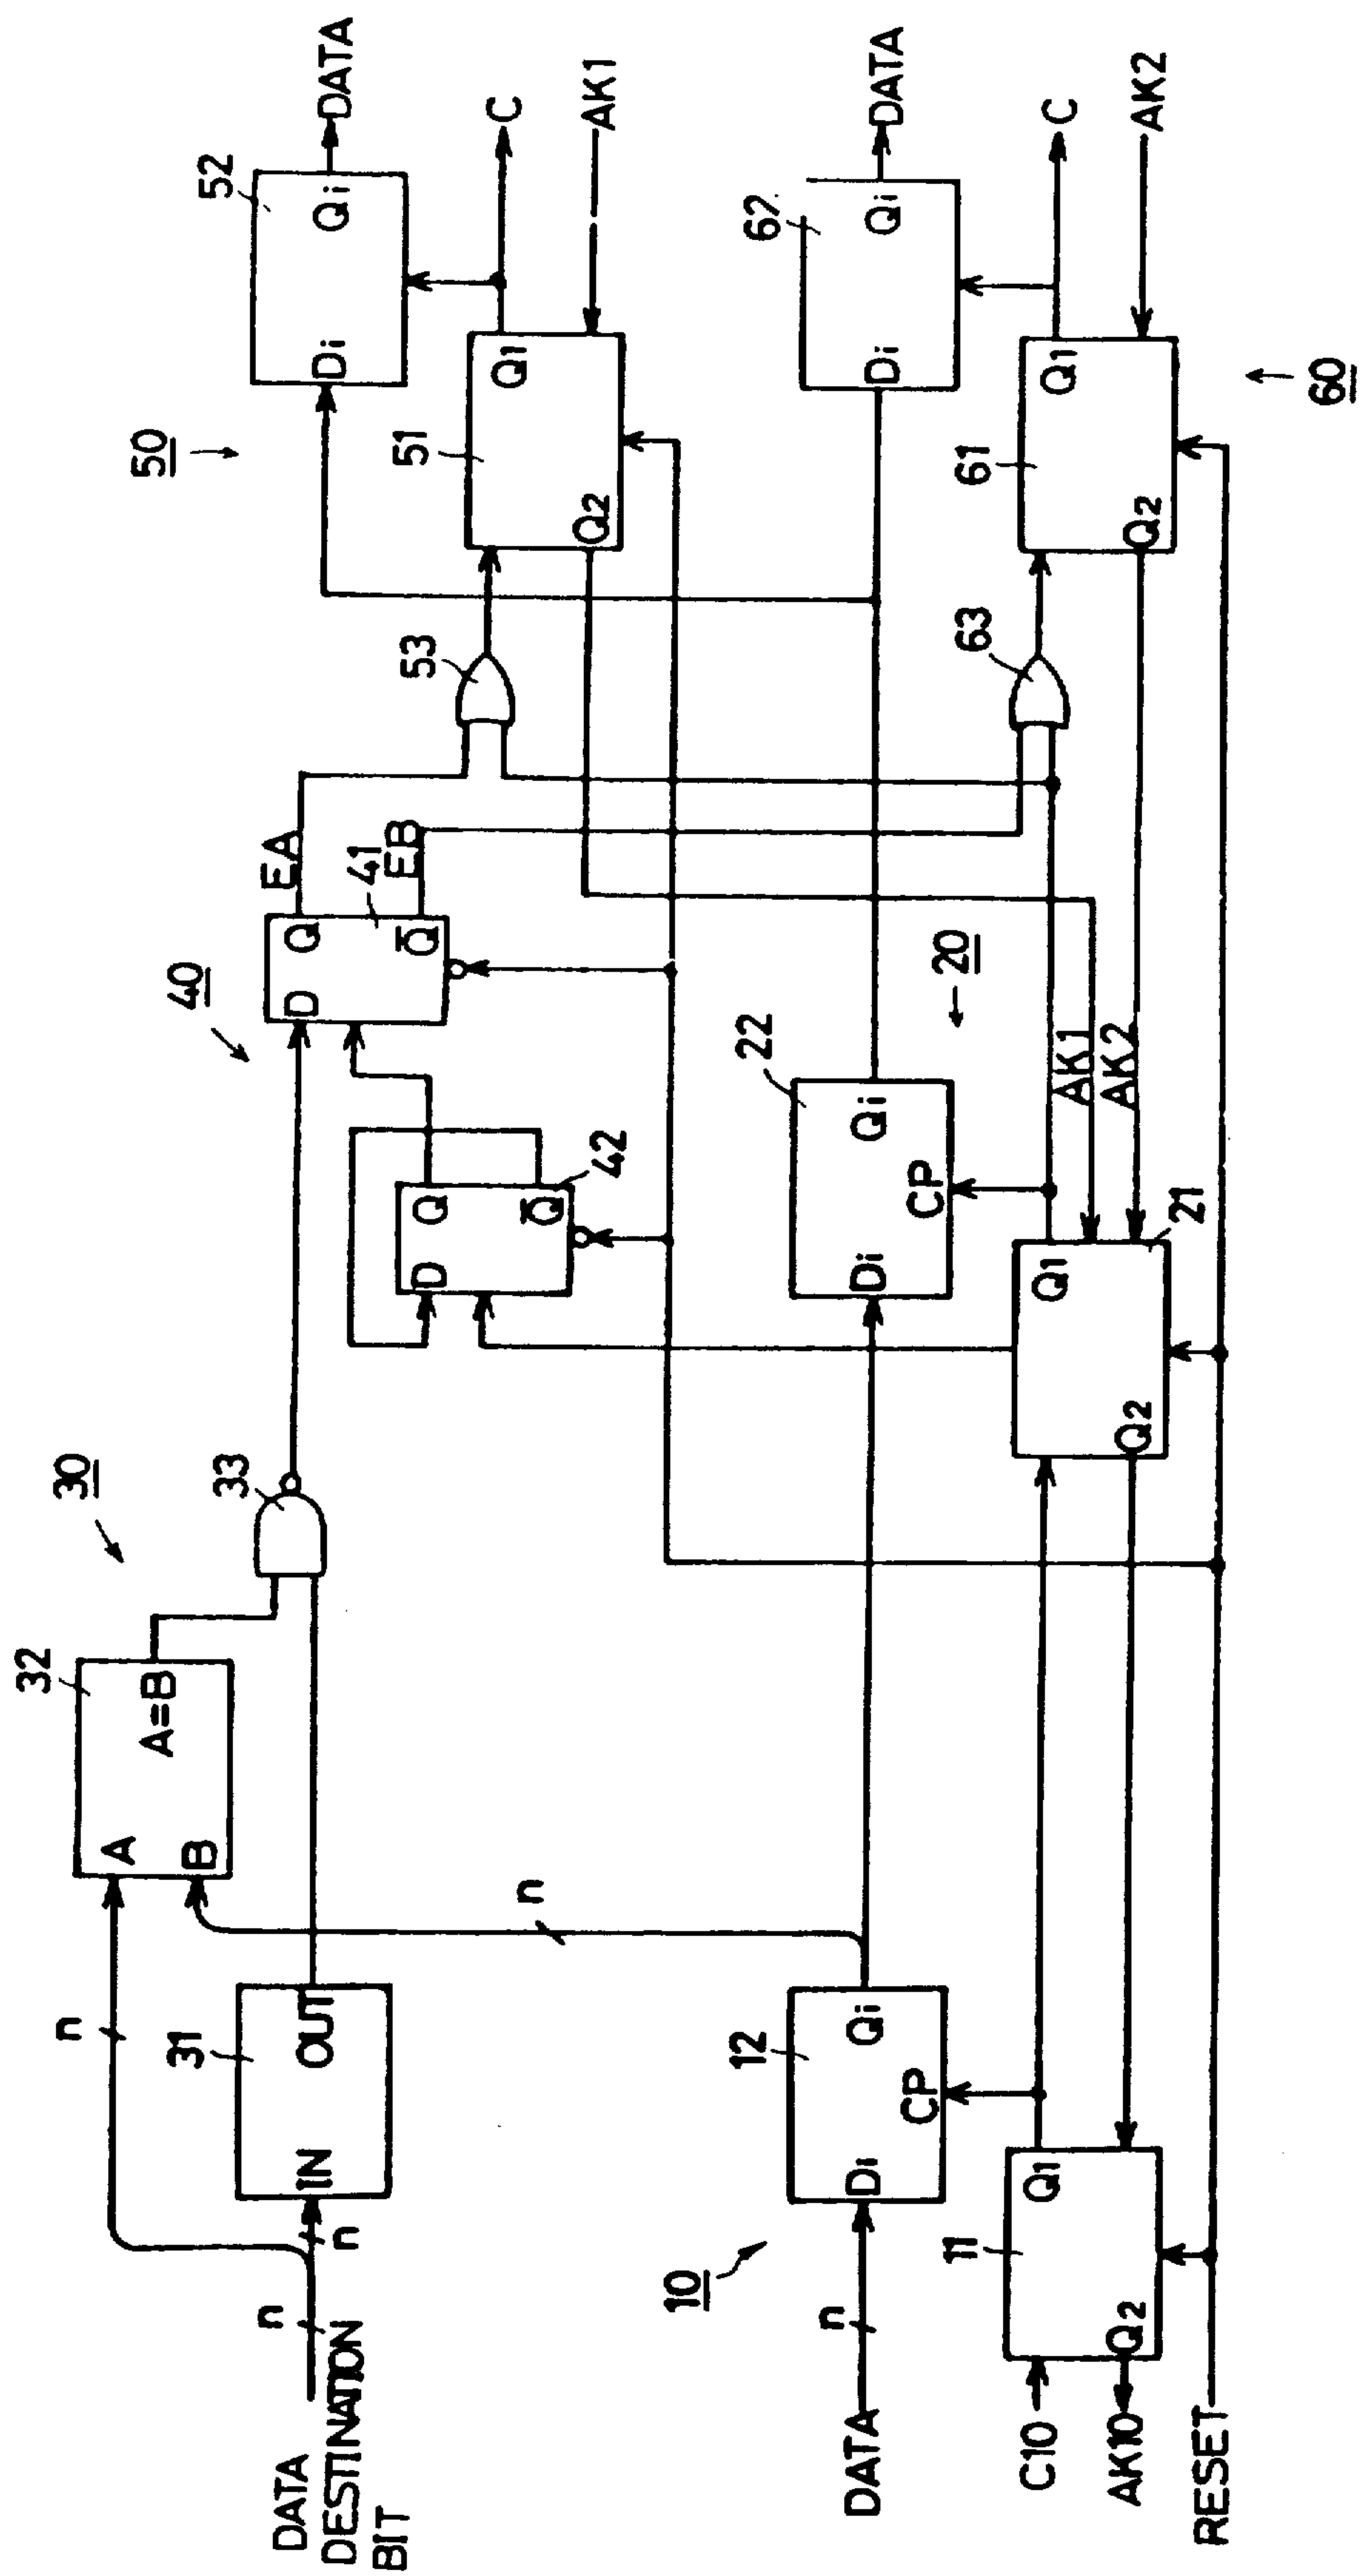 32
30
50
n
A
A=B
40
52
B
31
33
EA
DATA
n
n
IN
OUT
D
Q
Di
Qi
DATA
DESTINATION
BIT
41
Q̅
EB
53
51
D
Q
42
Q̅
Q1
C
n
Q2
AK1
10
12
22
62
n
DATA
Di
Qi
Di
Qi
Di
Qi
DATA
CP
CP
20
11
63
61
C10
Q1
Q1
AK1
Q1
C
AK10
Q2
Q2
AK2
Q2
AK2
21
RESET
60